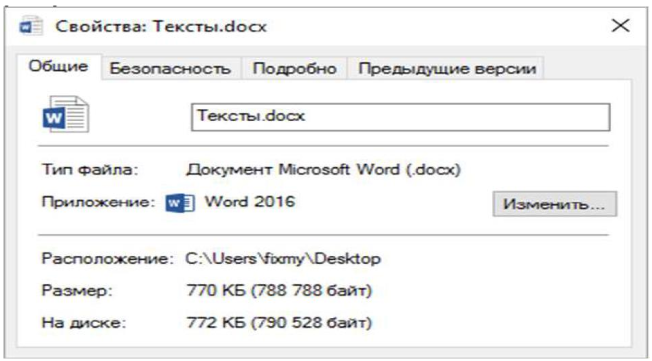 Свойства: Тексты.docx
Общие Безопасность Подробно Предыдущие версии
Тексты.docx
Тип файла: Документ Microsoft Word (.docx)
Приложение: Word 2016 Изменить...
Расположение: C:\Users\fixmy\Desktop
Размер: 770 КБ (788 788 байт)
На диске: 772 КБ (790 528 байт)